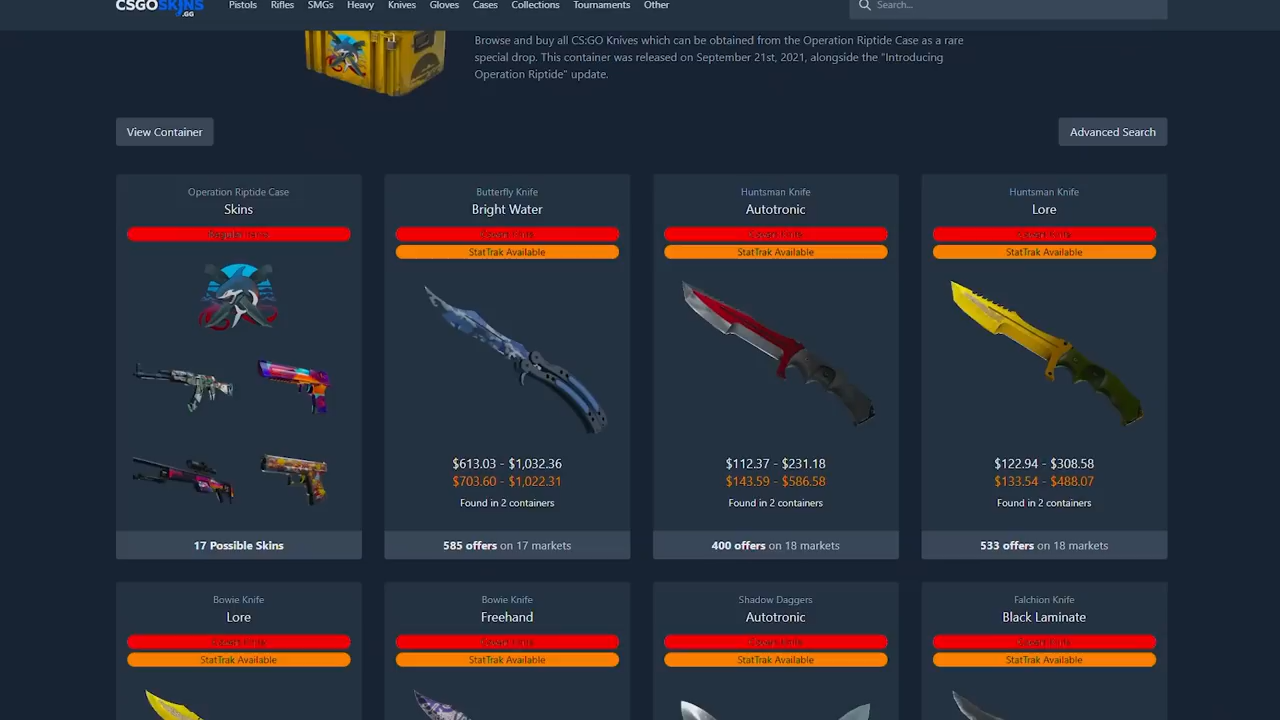 CSGOSKINS
.GG
Pistols Rifles SMGs Heavy Knives Gloves Cases Collections Tournaments Other
Search...
Browse and buy all CS:GO Knives which can be obtained from the Operation Riptide Case as a rare
special drop. This container was released on September 21st, 2021, alongside the "Introducing
Operation Riptide" update.
View Container
Advanced Search
Operation Riptide Case
Skins
17 Possible Skins
Butterfly Knife
Bright Water
StatTrak Available
$613.03 - $1,032.36
$703.60 - $1,022.31
Found in 2 containers
585 offers on 17 markets
Huntsman Knife
Autotronic
StatTrak Available
$112.37 - $231.18
$143.59 - $586.58
Found in 2 containers
400 offers on 18 markets
Huntsman Knife
Lore
StatTrak Available
$122.94 - $308.58
$133.54 - $488.07
Found in 2 containers
533 offers on 18 markets
Bowie Knife
Lore
StatTrak Available
Bowie Knife
Freehand
StatTrak Available
Shadow Daggers
Autotronic
StatTrak Available
Falchion Knife
Black Laminate
StatTrak Available